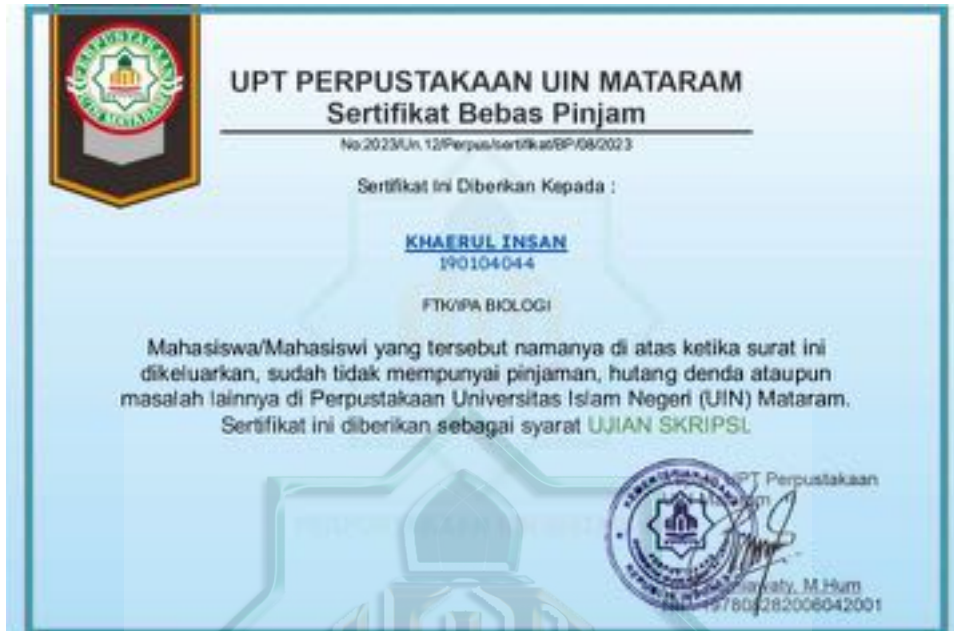 UPT PERPUSTAKAAN UIN MATARAM
Sertifikat Bebas Pinjam
No:2023/Un.12/Perpus/sertifikat/BP/08/2023
Sertifikat Ini Diberikan Kepada :
KHAERUL INSAN
190104044
FTK/IPA BIOLOGI
Mahasiswa/Mahasiswi yang tersebut namanya di atas ketika surat ini
dikeluarkan, sudah tidak mempunyai pinjaman, hutang denda ataupun
masalah lainnya di Perpustakaan Universitas Islam Negeri (UIN) Mataram.
Sertifikat ini diberikan sebagai syarat UJIAN SKRIPSI.
Perpustakaan
M.Hum
197808282006042001